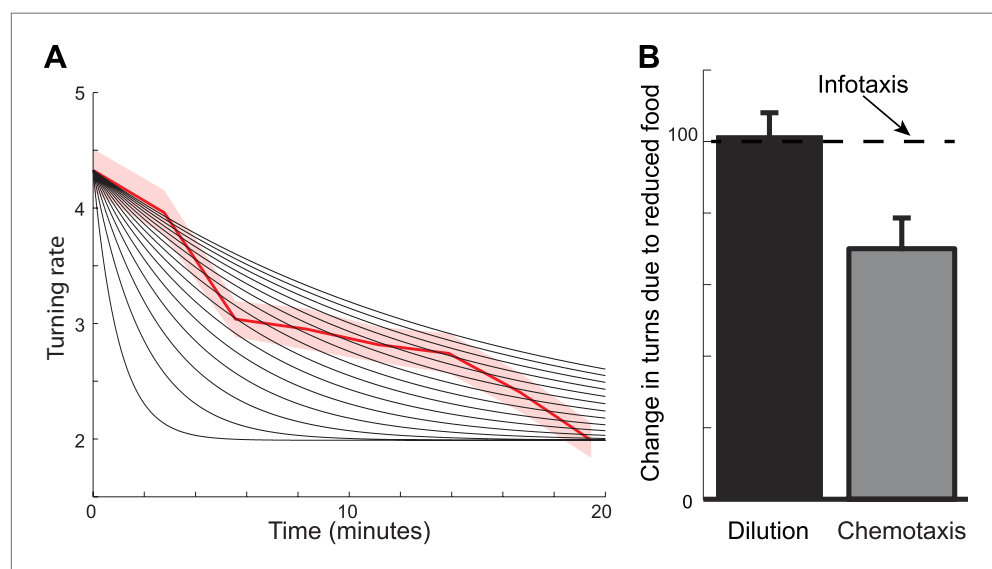 A
5
4
3
2
0
10
20
Turning rate
Time (minutes)
B
Infotaxis
100
0
Change in turns due to reduced food
Dilution
Chemotaxis